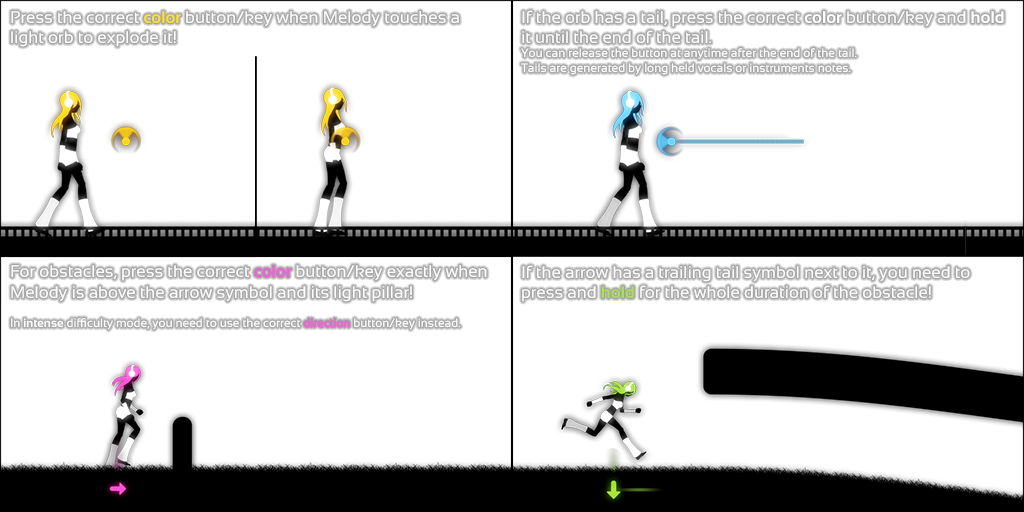 Press the correct color button/key when Melody touches a
light orb to explode it!
If the orb has a tail, press the correct color button/key and hold
it until the end of the tail.
You can release the button at anytime after the end of the tail.
Tails are generated by long held vocals or instruments notes.
For obstacles, press the correct color button/key exactly when
Melody is above the arrow symbol and its light pillar!
In intense difficulty mode, you need to use the correct direction button/key instead.
If the arrow has a trailing tail symbol next to it, you need to
press and hold for the whole duration of the obstacle!